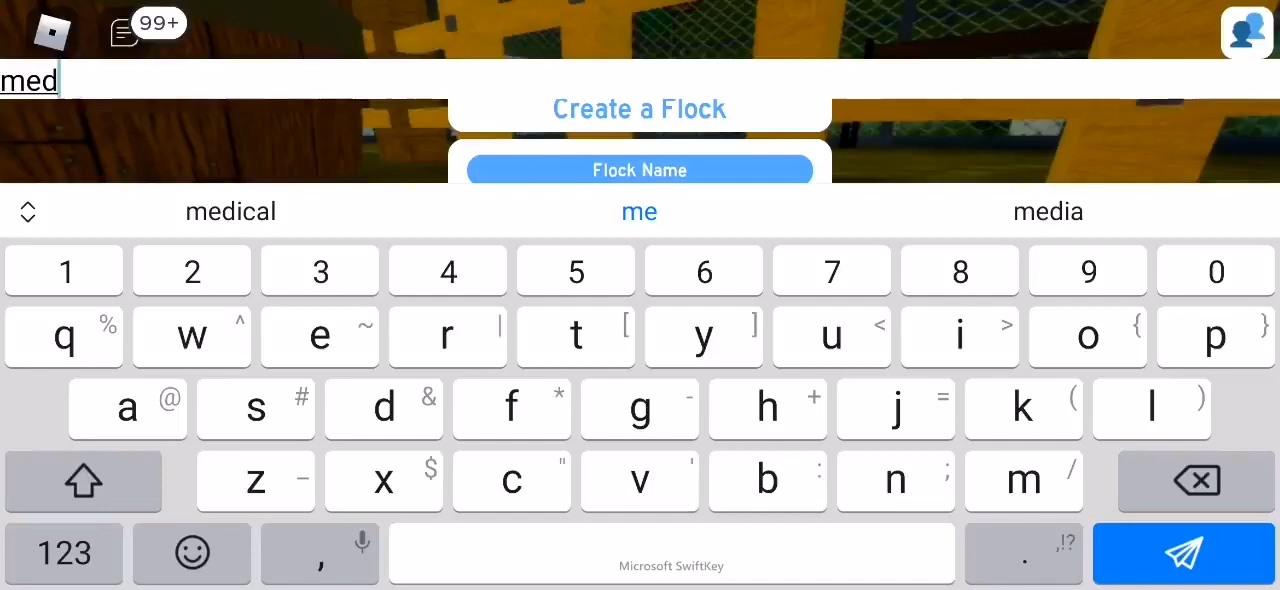 99+
med
Create a Flock
Flock Name
medical me media
1 2 3 4 5 6 7 8 9 0
q % w ^ e ~ r | t [ y ] u < i > o { p }
a @ s # d & f * g - h + j = k ( l )
z _ x $ c " v ' b : n ; m /
123 , . ,!?
Microsoft SwiftKey